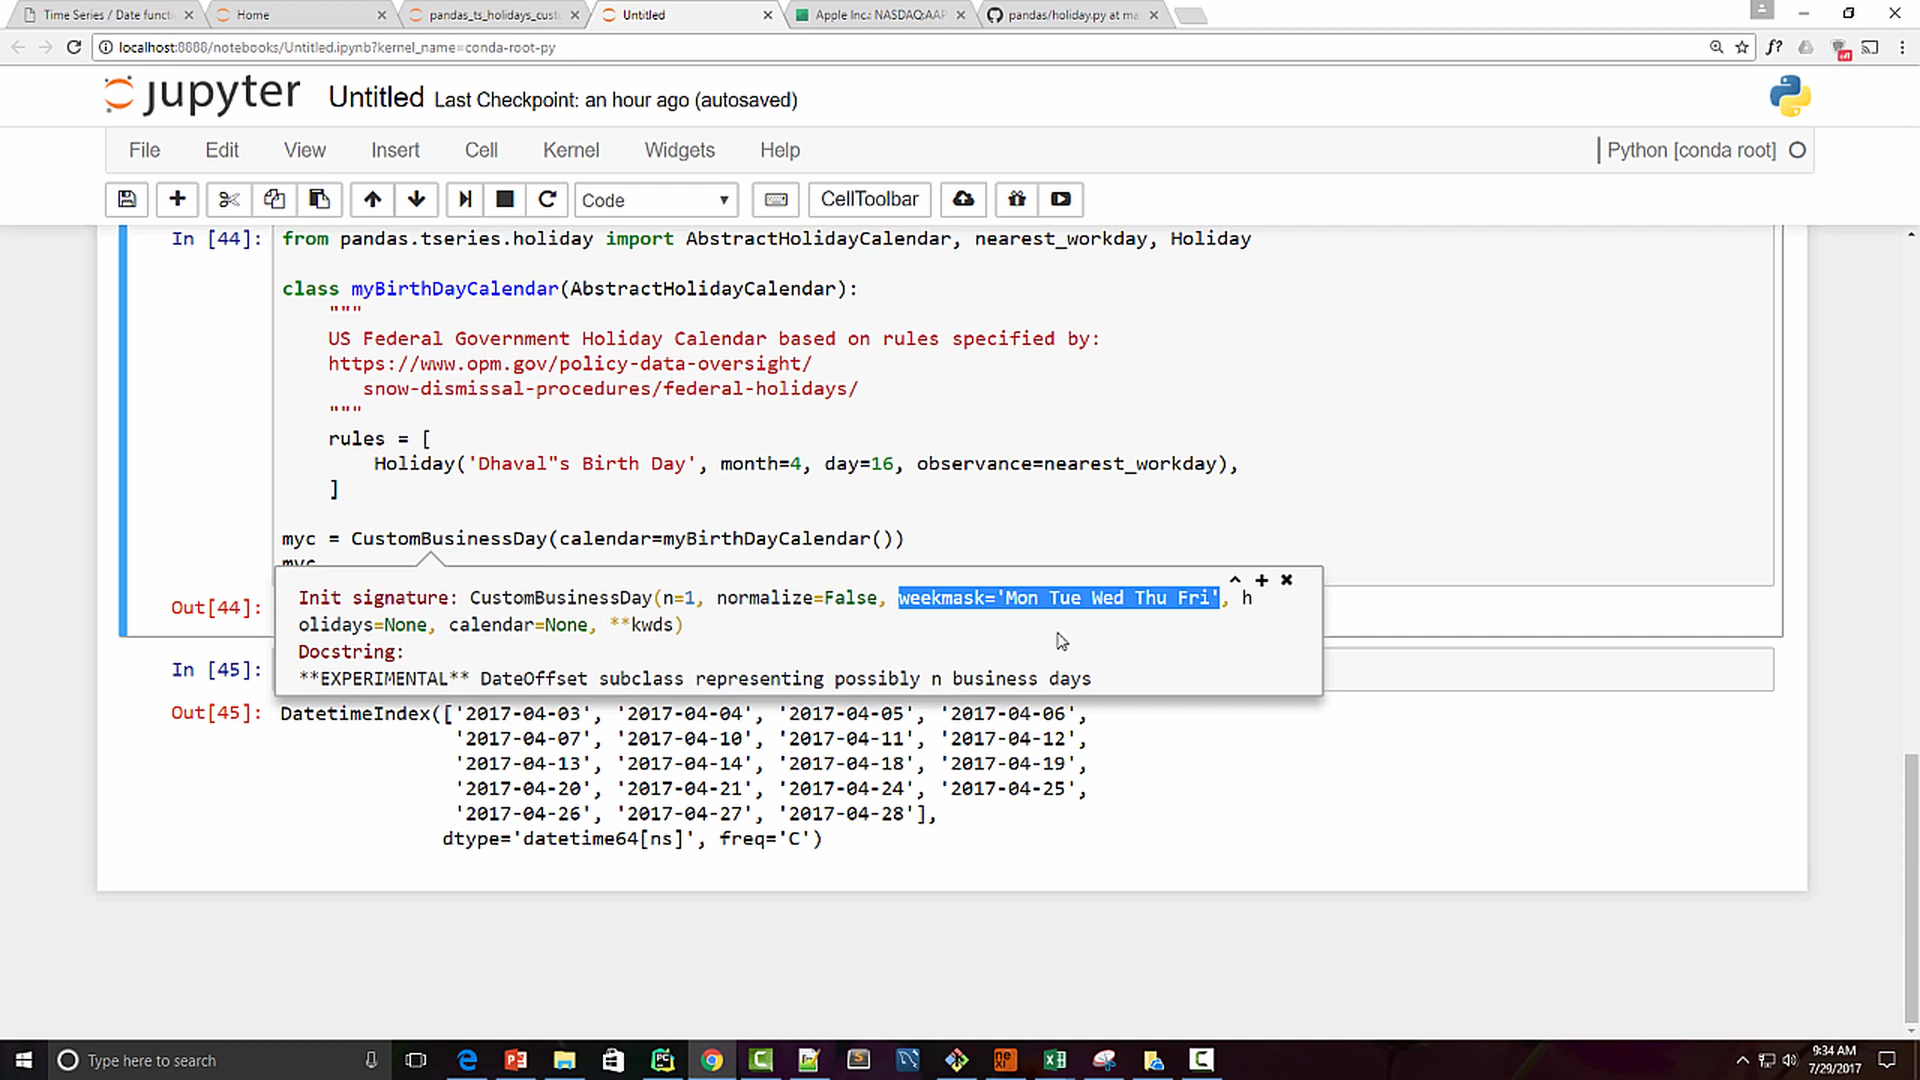 Time Series / Date functi
Home
pandas_ts_holidays_custo
Untitled
Apple Inc.: NASDAQ:AAP
pandas/holiday.py at ma
localhost:8888/notebooks/Untitled.ipynb?kernel_name=conda-root-py
f?
off
jupyter Untitled Last Checkpoint: an hour ago (autosaved)
File Edit View Insert Cell Kernel Widgets Help
Python [conda root]
Code
CellToolbar
In [44]: from pandas.tseries.holiday import AbstractHolidayCalendar, nearest_workday, Holiday
class myBirthDayCalendar(AbstractHolidayCalendar):
"""
US Federal Government Holiday Calendar based on rules specified by:
https://www.opm.gov/policy-data-oversight/
snow-dismissal-procedures/federal-holidays/
"""
rules = [
Holiday('Dhaval"s Birth Day', month=4, day=16, observance=nearest_workday),
]
myc = CustomBusinessDay(calendar=myBirthDayCalendar())
myc
Out[44]:
Init signature: CustomBusinessDay(n=1, normalize=False, weekmask='Mon Tue Wed Thu Fri', h
olidays=None, calendar=None, **kwds)
Docstring:
**EXPERIMENTAL** DateOffset subclass representing possibly n business days
In [45]:
Out[45]: DatetimeIndex(['2017-04-03', '2017-04-04', '2017-04-05', '2017-04-06',
'2017-04-07', '2017-04-10', '2017-04-11', '2017-04-12',
'2017-04-13', '2017-04-14', '2017-04-18', '2017-04-19',
'2017-04-20', '2017-04-21', '2017-04-24', '2017-04-25',
'2017-04-26', '2017-04-27', '2017-04-28'],
dtype='datetime64[ns]', freq='C')
Type here to search
9:34 AM
7/29/2017